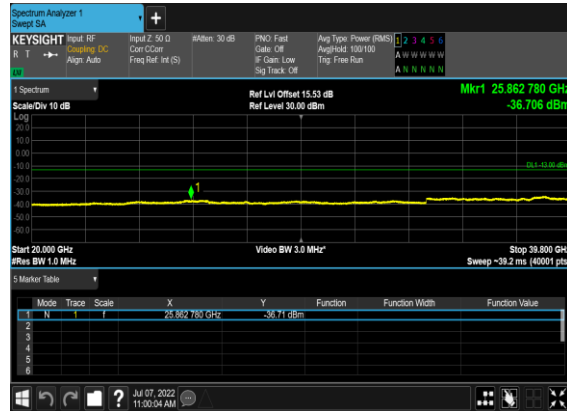 Spectrum Analyzer 1
Swept SA
+
KEYSIGHT Input: RF Input Z: 50 Ω #Atten: 30 dB PNO: Fast Avg Type: Power (RMS) 1 2 3 4 5 6
R T Coupling: DC Corr CCorr Gate: Off Avg|Hold: 100/100 A W W W W W
Align: Auto Freq Ref: Int (S) IF Gain: Low Trig: Free Run A N N N N N
Sig Track: Off
1 Spectrum Ref Lvl Offset 15.53 dB Mkr1 25.862 780 GHz
Scale/Div 10 dB Ref Level 30.00 dBm -36.706 dBm
Log
20.0
10.0
0.00
-10.0
DL1 -13.00 dBm
-20.0
-30.0
1
-40.0
-50.0
-60.0
Start 20.000 GHz Video BW 3.0 MHz* Stop 39.800 GHz
#Res BW 1.0 MHz Sweep ~39.2 ms (40001 pts
5 Marker Table
Mode Trace Scale X Y Function Function Width Function Value
1 N 1 f 25.862 780 GHz -36.71 dBm
2
3
4
5
6
? Jul 07, 2022
11:00:04 AM